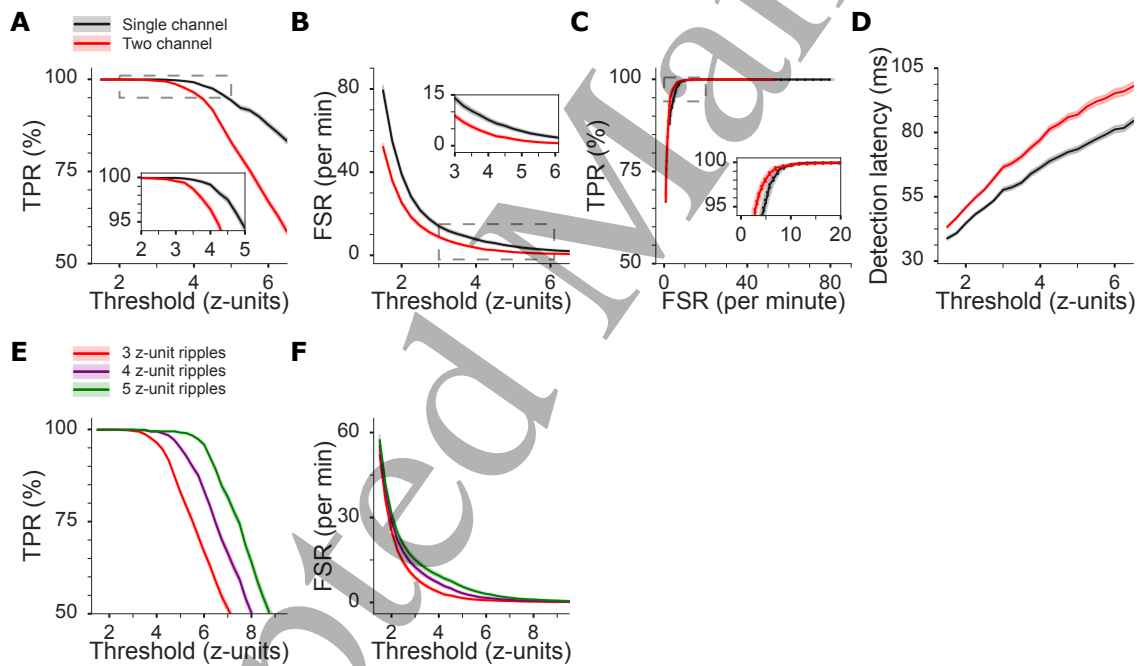 A
B
C
D
Single channel
Two channel
TPR (%)
100
75
50
2
4
6
Threshold (z-units)
100
95
2
3
4
5
FSR (per min)
80
40
0
2
4
6
Threshold (z-units)
15
0
3
4
5
6
TPR (%)
100
75
50
0
40
80
FSR (per minute)
100
95
0
10
20
Detection latency (ms)
105
80
55
30
2
4
6
Threshold (z-units)
E
F
3 z-unit ripples
4 z-unit ripples
5 z-unit ripples
TPR (%)
100
75
50
2
4
6
8
Threshold (z-units)
FSR (per min)
60
30
0
2
4
6
8
Threshold (z-units)
pted Ma